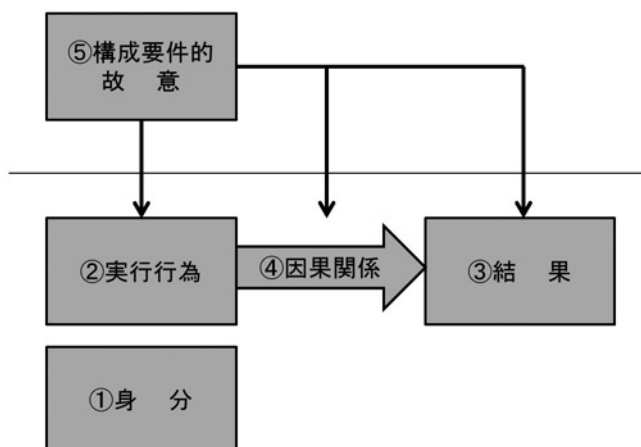 ⑤構成要件的
故　意
②実行行為
④因果関係
③結　果
①身　分